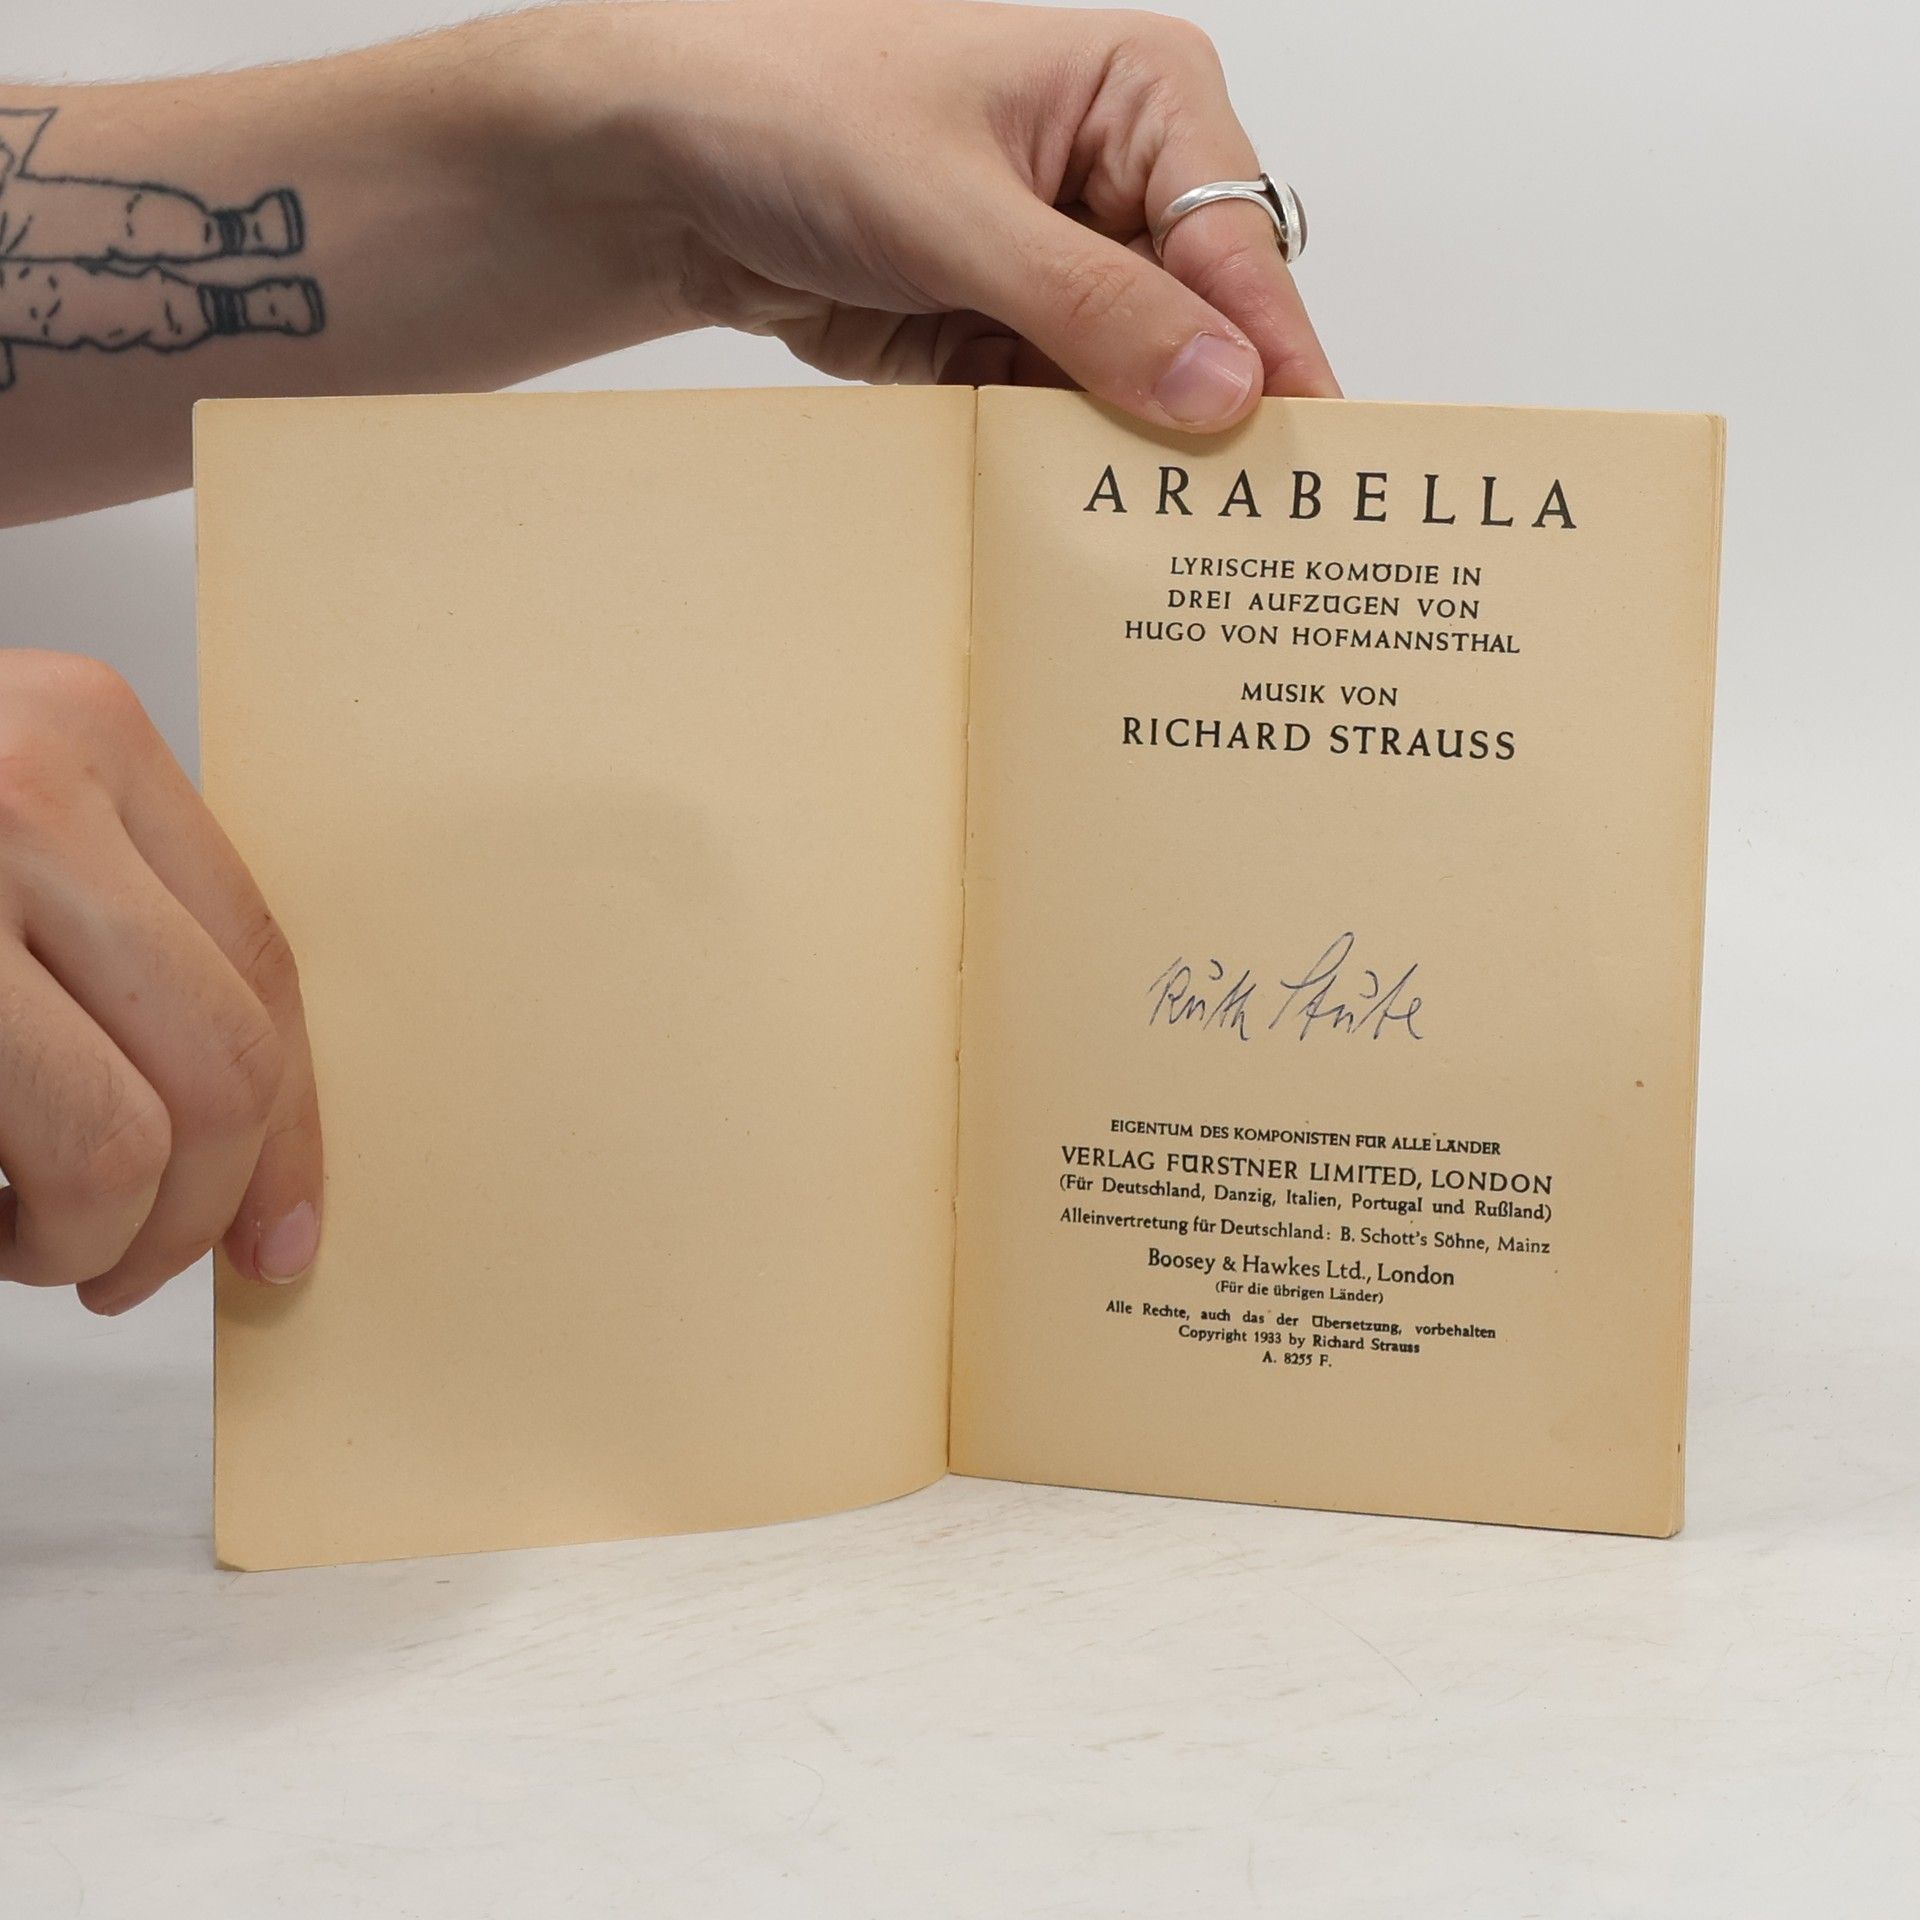 ARABELLA
LYRISCHE KOMÖDIE IN
DREI AUFZÜGEN VON
HUGO VON HOFMANNSTHAL
MUSIK VON
RICHARD STRAUSS
Ruth Stute
EIGENTUM DES KOMPONISTEN FÜR ALLE LÄNDER
VERLAG FÜRSTNER LIMITED, LONDON
(Für Deutschland, Danzig, Italien, Portugal und Rußland)
Alleinvertretung für Deutschland: B. Schott's Söhne, Mainz
Boosey & Hawkes Ltd., London
(Für die übrigen Länder)
Alle Rechte, auch das der Übersetzung, vorbehalten
Copyright 1933 by Richard Strauss
A. 8255 F.